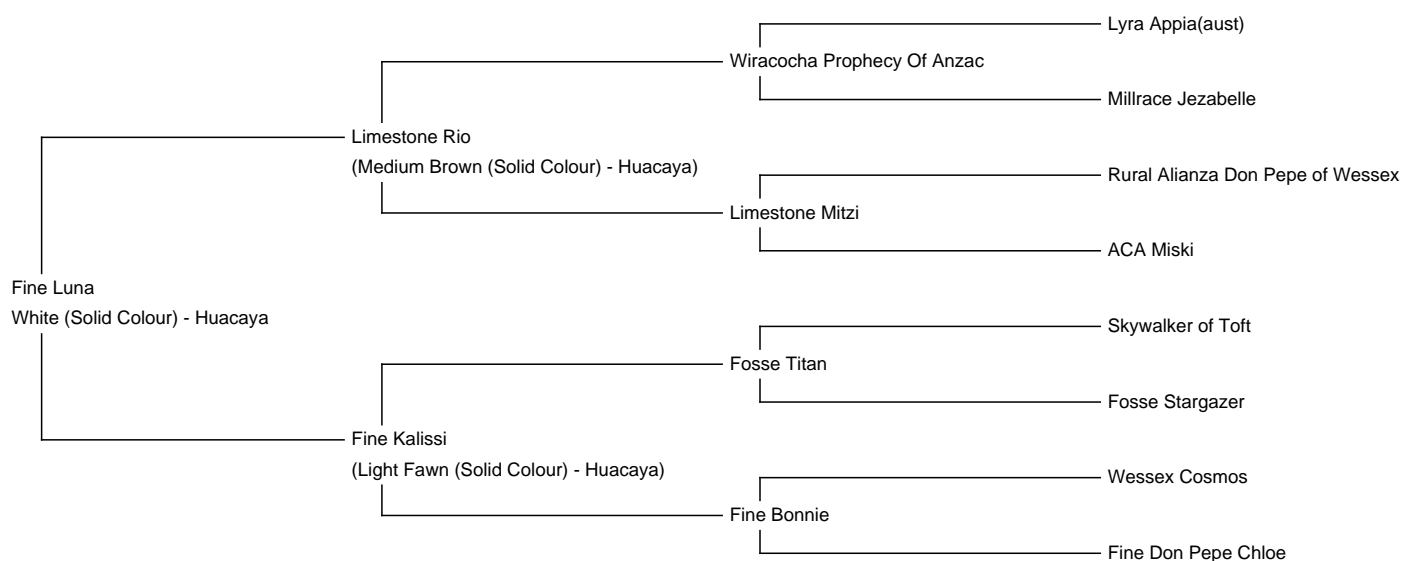 Lyra Appia(aust)
Wiracocha Prophecy Of Anzac
Millrace Jezabelle
Limestone Rio
(Medium Brown (Solid Colour) - Huacaya)
Rural Alianza Don Pepe of Wessex
Limestone Mitzi
ACA Miski
Fine Luna
White (Solid Colour) - Huacaya
Skywalker of Toft
Fosse Titan
Fosse Stargazer
Fine Kalissi
(Light Fawn (Solid Colour) - Huacaya)
Wessex Cosmos
Fine Bonnie
Fine Don Pepe Chloe